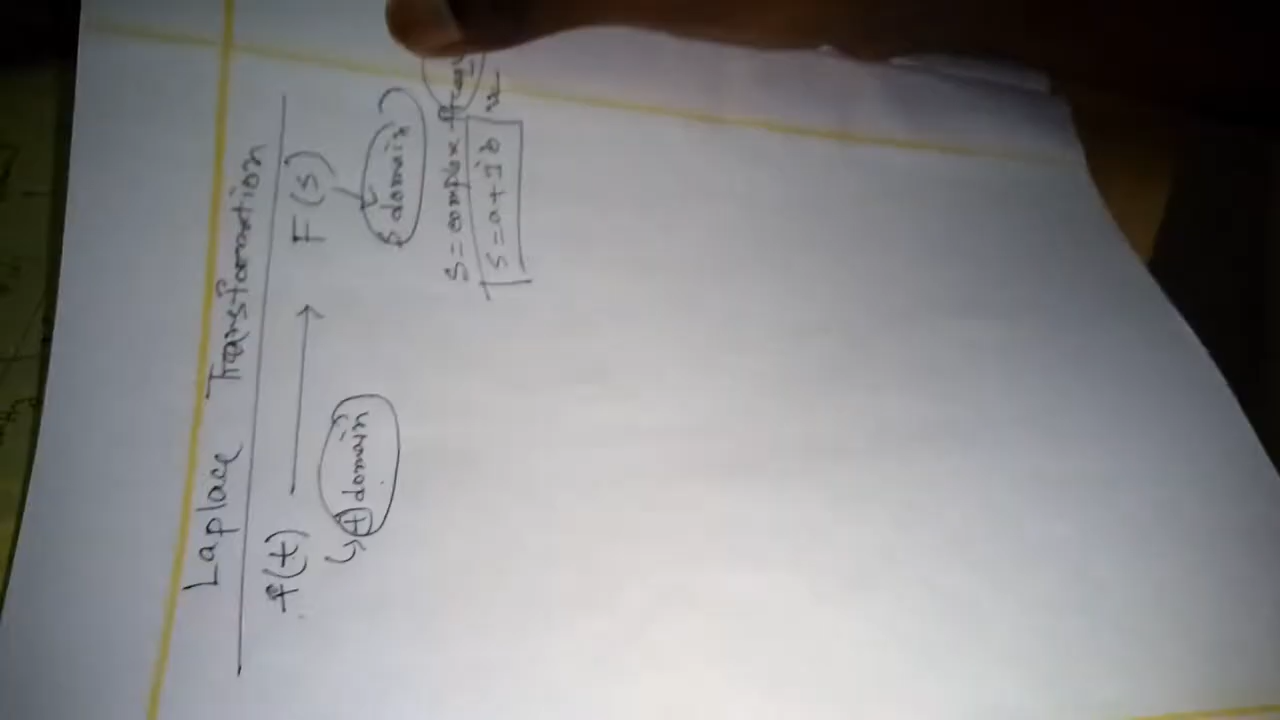 Laplace Transformation
f(t) → F(s)
t domain
s domain
S = complex
S = a + jb